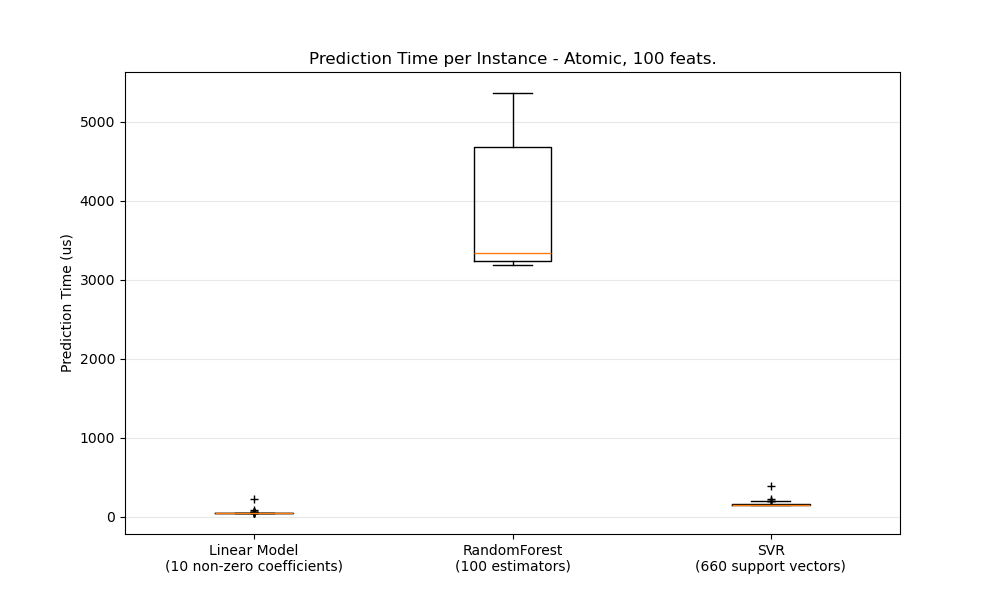 Prediction Time per Instance - Atomic, 100 feats.
Prediction Time (us)
5000
4000
3000
2000
1000
0
Linear Model
(10 non-zero coefficients)
RandomForest
(100 estimators)
SVR
(660 support vectors)